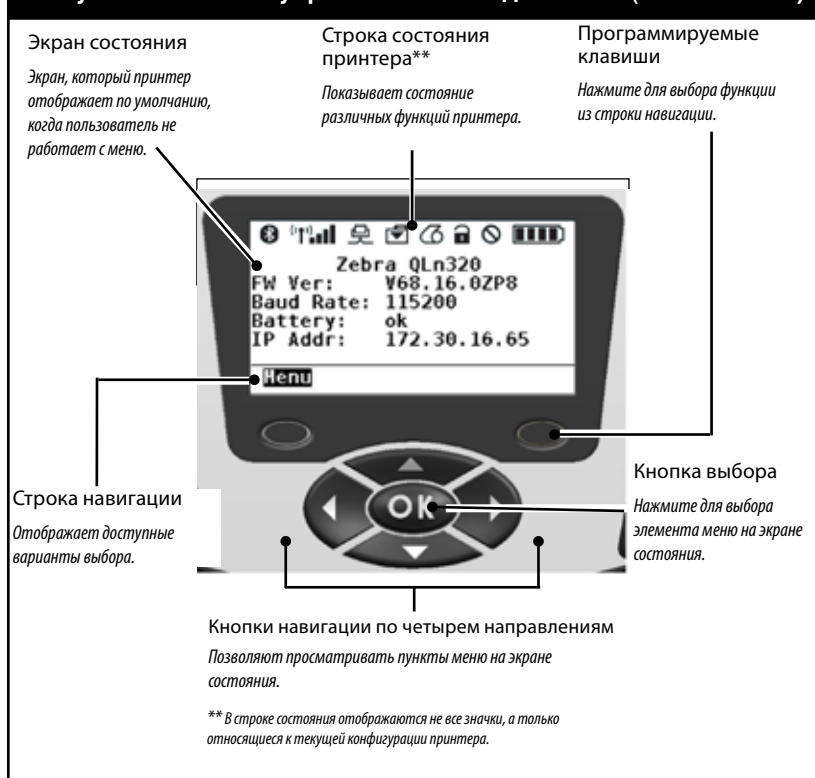 Экран состояния
Экран, который принтер
отображает по умолчанию,
когда пользователь не
работает с меню.
Строка состояния
принтера**
Показывает состояние
различных функций принтера.
Программируемые
клавиши
Нажмите для выбора функции
из строки навигации.
Zebra QLn320
FW Ver: V68.16.0ZP8
Baud Rate: 115200
Battery: ok
IP Addr: 172.30.16.65
Menu
OK
Строка навигации
Отображает доступные
варианты выбора.
Кнопка выбора
Нажмите для выбора
элемента меню на экране
состояния.
Кнопки навигации по четырем направлениям
Позволяют просматривать пункты меню на экране
состояния.
** В строке состояния отображаются не все значки, а только
относящиеся к текущей конфигурации принтера.